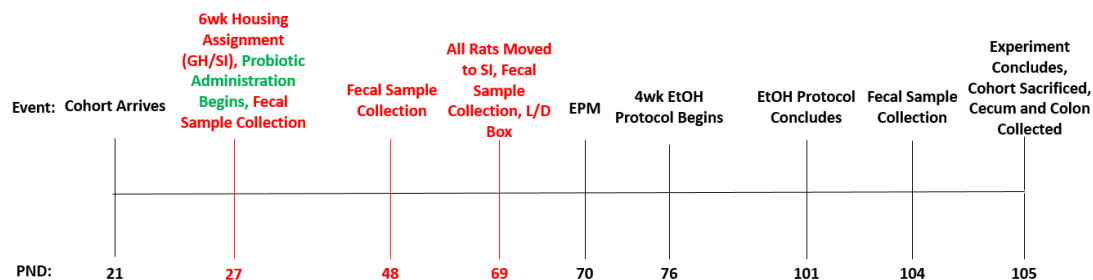 Event:
Cohort Arrives
6wk Housing
Assignment
(GH/SI), Probiotic
Administration
Begins, Fecal
Sample Collection
Fecal Sample
Collection
All Rats Moved
to SI, Fecal
Sample
Collection, L/D
Box
EPM
4wk EtOH
Protocol Begins
EtOH Protocol
Concludes
Fecal Sample
Collection
Experiment
Concludes,
Cohort Sacrificed,
Cecum and Colon
Collected
PND:
21
27
48
69
70
76
101
104
105